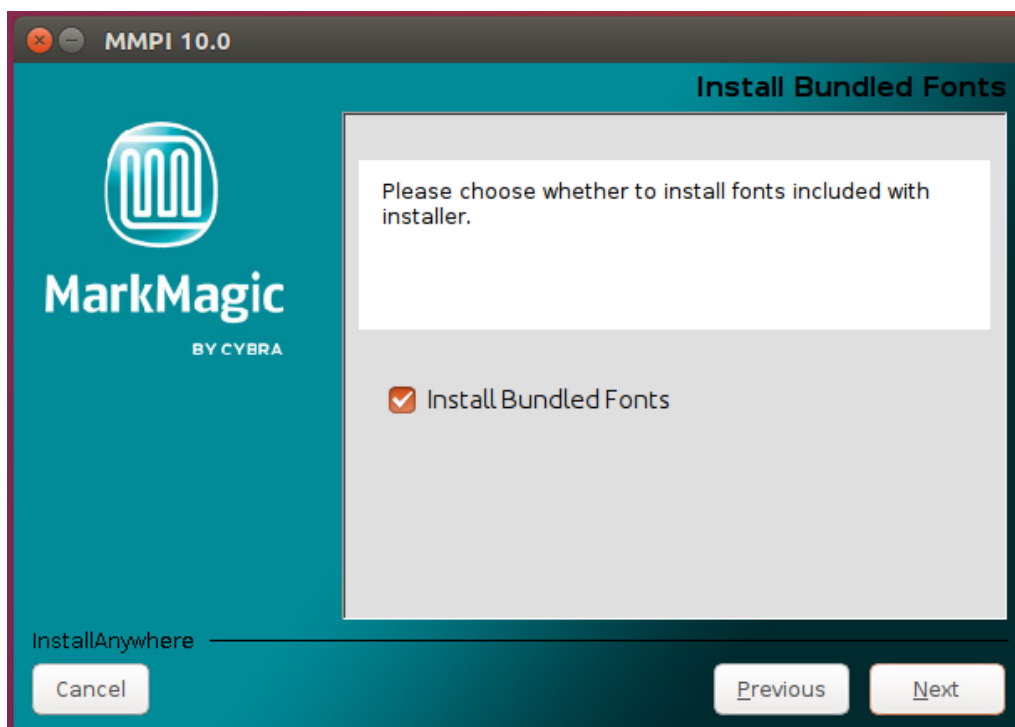 MMPI 10.0
Install Bundled Fonts
MarkMagic
BY CYBRA
Please choose whether to install fonts included with
installer.
Install Bundled Fonts
InstallAnywhere
Cancel
Previous
Next